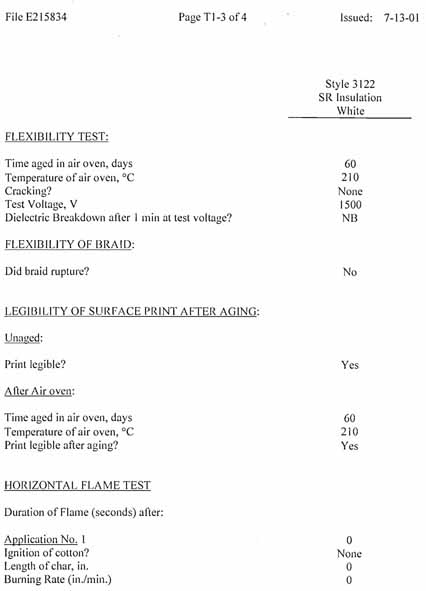 File E215834 Page T1-3 of 4 Issued: 7-13-01
Style 3122
SR Insulation
White
FLEXIBILITY TEST:
Time aged in air oven, days 60
Temperature of air oven, °C 210
Cracking? None
Test Voltage, V 1500
Dielectric Breakdown after 1 min at test voltage? NB
FLEXIBILITY OF BRAID:
Did braid rupture? No
LEGIBILITY OF SURFACE PRINT AFTER AGING:
Unaged:
Print legible? Yes
After Air oven:
Time aged in air oven, days 60
Temperature of air oven, °C 210
Print legible after aging? Yes
HORIZONTAL FLAME TEST
Duration of Flame (seconds) after:
Application No. 1 0
Ignition of cotton? None
Length of char, in. 0
Burning Rate (in./min.) 0